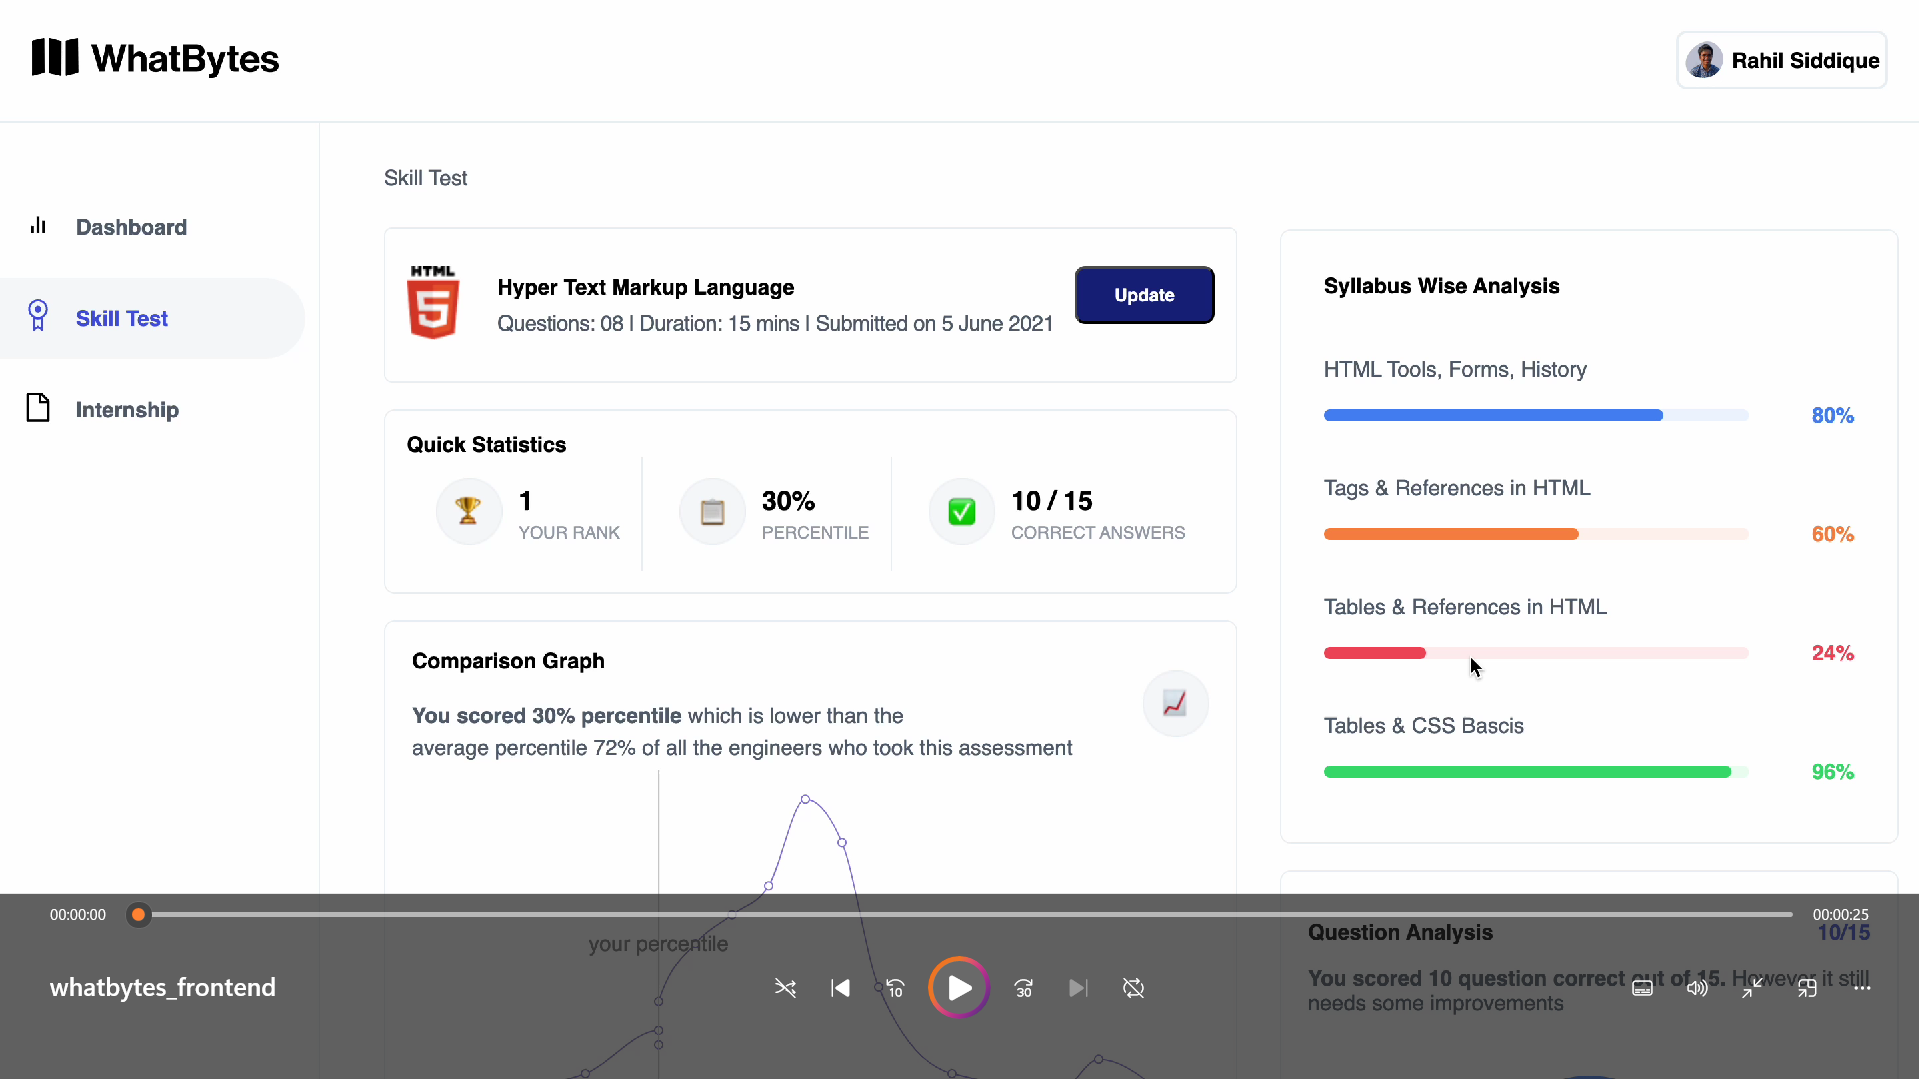 WhatBytes
Rahil Siddique
Dashboard
Skill Test
Internship
Skill Test
HTML
5
Hyper Text Markup Language
Questions: 08 | Duration: 15 mins | Submitted on 5 June 2021
Update
Quick Statistics
1
YOUR RANK
30%
PERCENTILE
10 / 15
CORRECT ANSWERS
Comparison Graph
You scored 30% percentile which is lower than the
average percentile 72% of all the engineers who took this assessment
your percentile
Syllabus Wise Analysis
HTML Tools, Forms, History
80%
Tags & References in HTML
60%
Tables & References in HTML
24%
Tables & CSS Bascis
96%
Question Analysis
10/15
You scored 10 question correct out of 15. However it still
needs some improvements
00:00:00
00:00:25
whatbytes_frontend
10
30